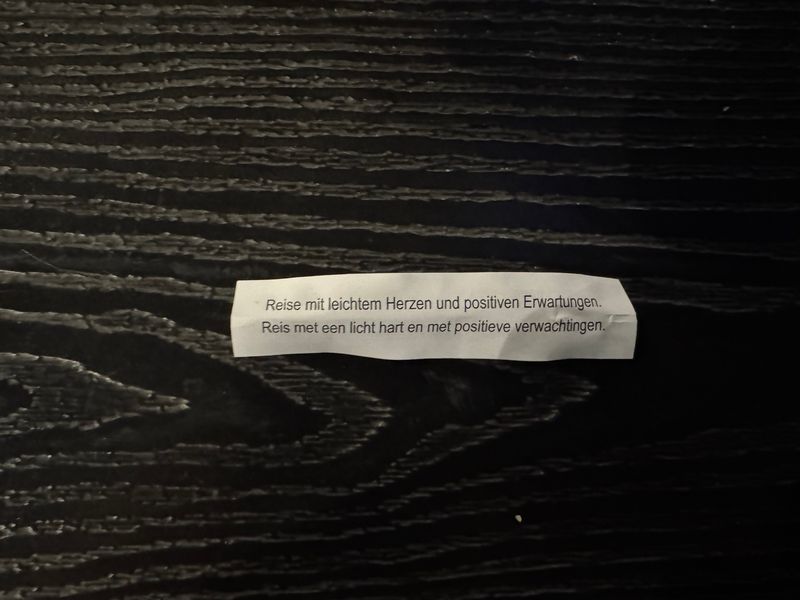 Reise mit leichtem Herzen und positiven Erwartungen.
Reis met een licht hart en met positieve verwachtingen.